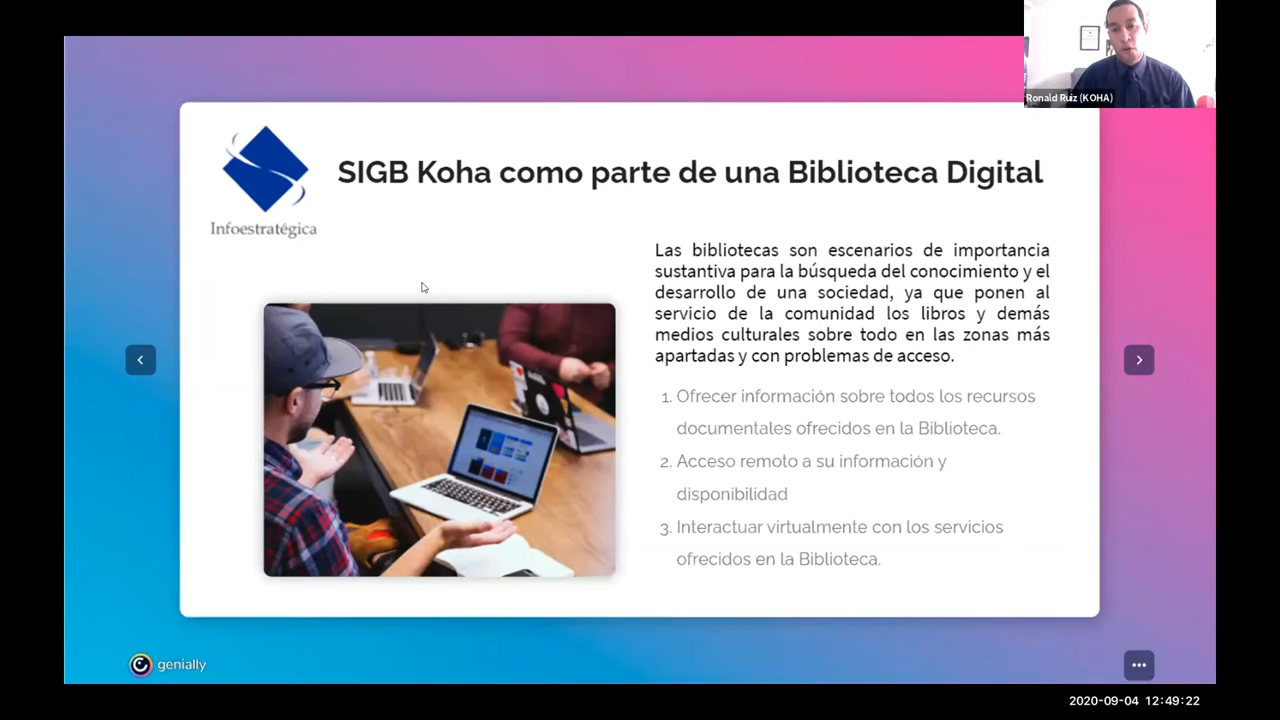 Ronald Ruiz (KOHA)
SIGB Koha como parte de una Biblioteca Digital
Infoestratégica
Las bibliotecas son escenarios de importancia
sustantiva para la búsqueda del conocimiento y el
desarrollo de una sociedad, ya que ponen al
servicio de la comunidad los libros y demás
medios culturales sobre todo en las zonas más
apartadas y con problemas de acceso.
1. Ofrecer información sobre todos los recursos
documentales ofrecidos en la Biblioteca.
2. Acceso remoto a su información y
disponibilidad
3. Interactuar virtualmente con los servicios
ofrecidos en la Biblioteca.
genially
2020-09-04 12:49:22